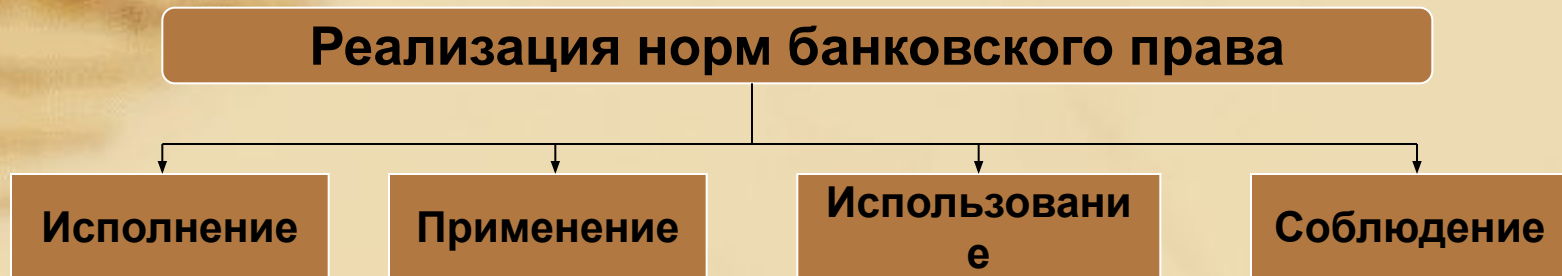 Реализация норм банковского права
Исполнение
Применение
Использовани
е
Соблюдение